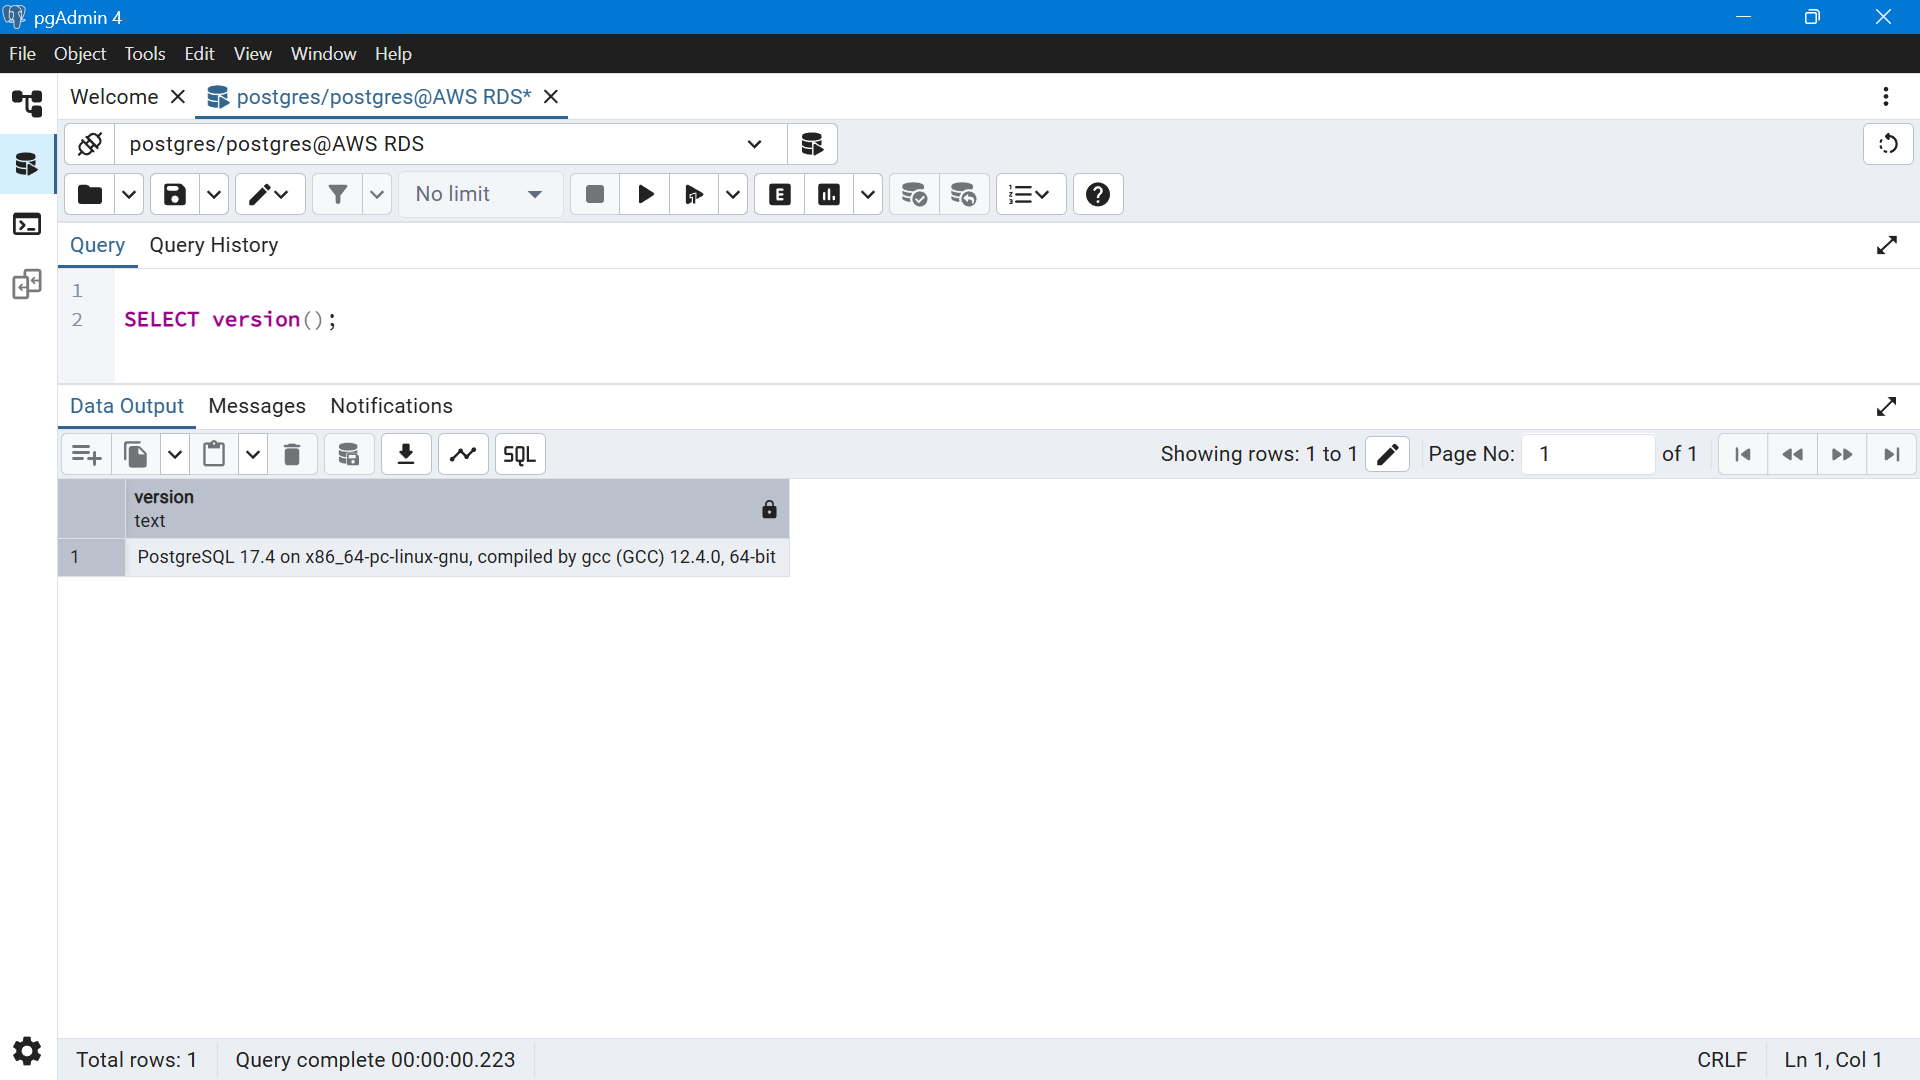 pgAdmin 4
File Object Tools Edit View Window Help
Welcome postgres/postgres@AWS RDS*
postgres/postgres@AWS RDS
No limit E
Query Query History
1
2 SELECT version();
Data Output Messages Notifications
SQL Showing rows: 1 to 1 Page No: 1 of 1
version
text
1 PostgreSQL 17.4 on x86_64-pc-linux-gnu, compiled by gcc (GCC) 12.4.0, 64-bit
Total rows: 1 Query complete 00:00:00.223 CRLF Ln 1, Col 1